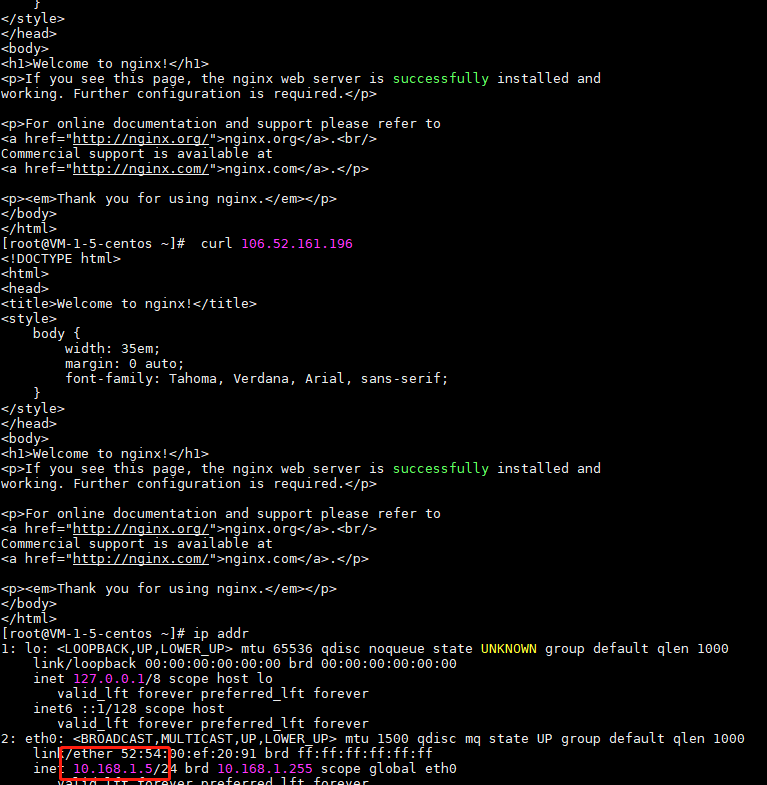 }
</style>
</head>
<body>
<h1>Welcome to nginx!</h1>
<p>If you see this page, the nginx web server is successfully installed and
working. Further configuration is required.</p>

<p>For online documentation and support please refer to
<a href="http://nginx.org/">nginx.org</a>.<br/>
Commercial support is available at
<a href="http://nginx.com/">nginx.com</a>.</p>

<p><em>Thank you for using nginx.</em></p>
</body>
</html>
[root@VM-1-5-centos ~]#  curl 106.52.161.196
<!DOCTYPE html>
<html>
<head>
<title>Welcome to nginx!</title>
<style>
    body {
        width: 35em;
        margin: 0 auto;
        font-family: Tahoma, Verdana, Arial, sans-serif;
    }
</style>
</head>
<body>
<h1>Welcome to nginx!</h1>
<p>If you see this page, the nginx web server is successfully installed and
working. Further configuration is required.</p>

<p>For online documentation and support please refer to
<a href="http://nginx.org/">nginx.org</a>.<br/>
Commercial support is available at
<a href="http://nginx.com/">nginx.com</a>.</p>

<p><em>Thank you for using nginx.</em></p>
</body>
</html>
[root@VM-1-5-centos ~]# ip addr
1: lo: <LOOPBACK,UP,LOWER_UP> mtu 65536 qdisc noqueue state UNKNOWN group default qlen 1000
    link/loopback 00:00:00:00:00:00 brd 00:00:00:00:00:00
    inet 127.0.0.1/8 scope host lo
       valid_lft forever preferred_lft forever
    inet6 ::1/128 scope host
       valid_lft forever preferred_lft forever
2: eth0: <BROADCAST,MULTICAST,UP,LOWER_UP> mtu 1500 qdisc mq state UP group default qlen 1000
    link/ether 52:54:00:ef:20:91 brd ff:ff:ff:ff:ff:ff
    inet 10.168.1.5/24 brd 10.168.1.255 scope global eth0
       valid_lft forever preferred_lft forever